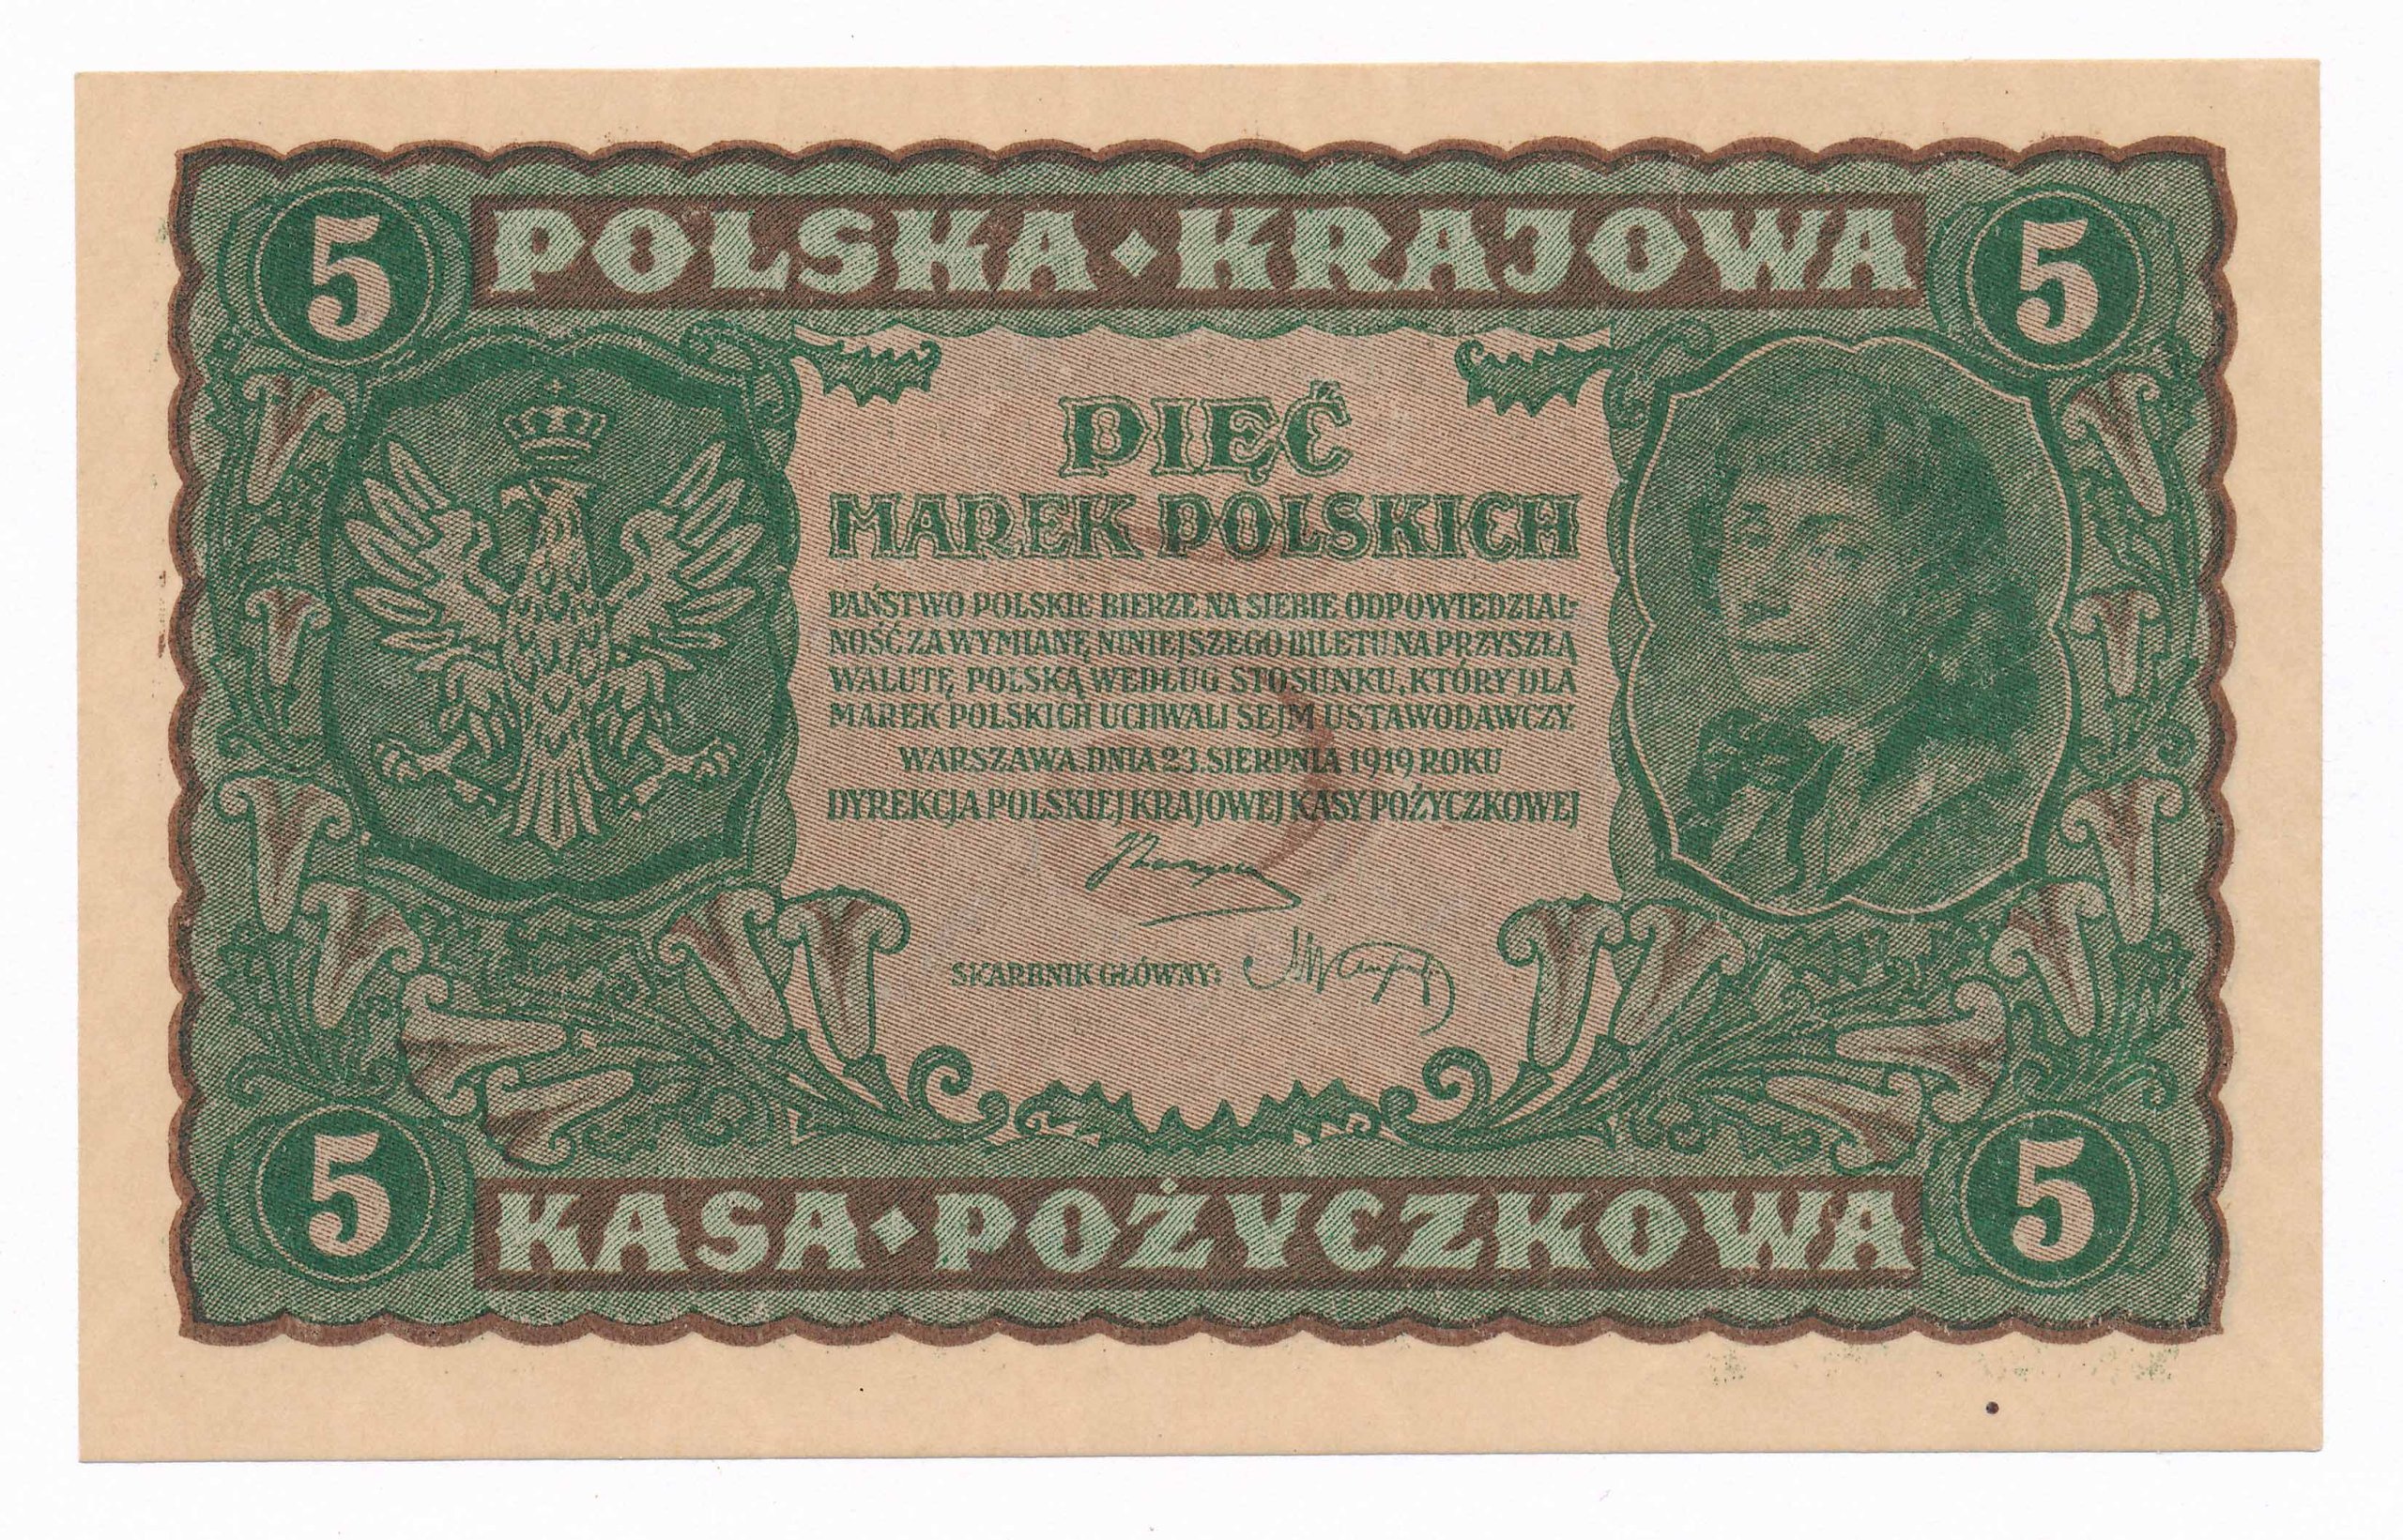 5 POLSKA · KRAJOWA 5
PIĘĆ
MAREK POLSKICH
PAŃSTWO POLSKIE BIERZE NA SIEBIE ODPOWIEDZIAL-
NOŚĆ ZA WYMIANĘ NINIEJSZEGO BILETU NA PRZYSZŁĄ
WALUTĘ POLSKĄ WEDŁUG STOSUNKU, KTÓRY DLA
MAREK POLSKICH UCHWALI SEJM USTAWODAWCZY.
WARSZAWA, DNIA 23. SIERPNIA 1919 ROKU
DYREKCJA POLSKIEJ KRAJOWEJ KASY POŻYCZKOWEJ
SKARBNIK GŁÓWNY:
5 KASA · POŻYCZKOWA 5